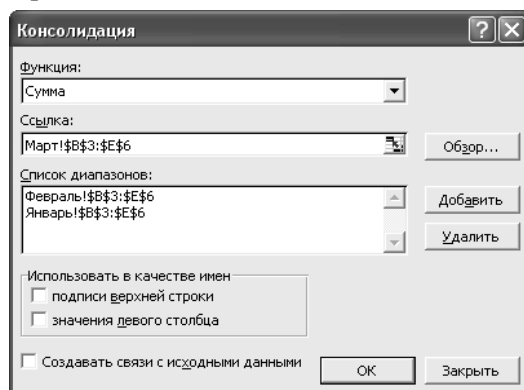 Консолидация
Функция:
Сумма
Ссылка:
Март!$B$3:$E$6
Обзор...
Список диапазонов:
Февраль!$B$3:$E$6
Январь!$B$3:$E$6
Добавить
Удалить
Использовать в качестве имен
подписи верхней строки
значения левого столбца
Создавать связи с исходными данными
ОК
Закрыть